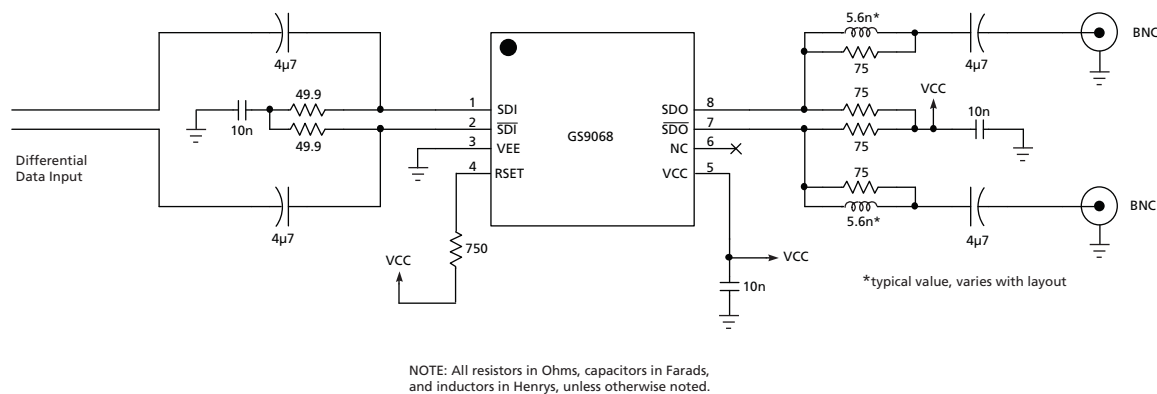 5.6n*
BNC
4µ7
75
4µ7
49.9
75
VCC
10n
10n
1 SDI
SDO 8
2 S̅D̅I̅
GS9068
S̅D̅O̅ 7
49.9
3 VEE
NC 6
75
Differential
Data Input
4 RSET
VCC 5
75
5.6n*
BNC
4µ7
4µ7
750
VCC
VCC
10n
*typical value, varies with layout
NOTE: All resistors in Ohms, capacitors in Farads,
and inductors in Henrys, unless otherwise noted.